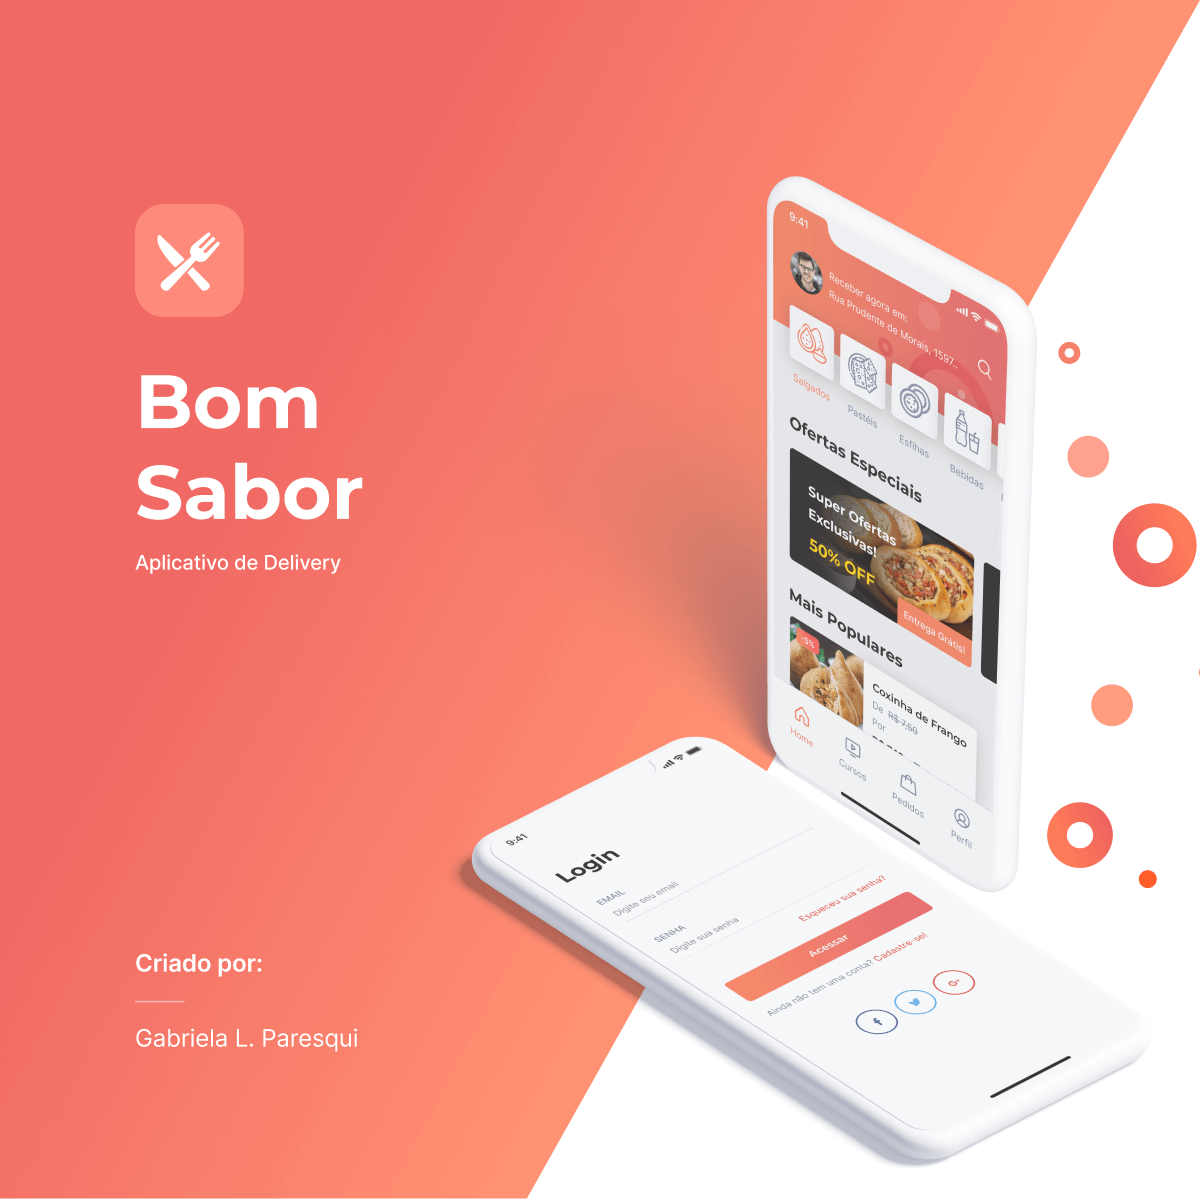 Bom
Sabor
Aplicativo de Delivery
Criado por:
Gabriela L. Paresqui
9:41
Receber agora em:
Rua Prudente de Morais, 1597..
Salgados
Pastéis
Esfihas
Bebidas
Ofertas Especiais
Super Ofertas
Exclusivas!
50% OFF
Entrega Grátis!
Mais Populares
-5%
Coxinha de Frango
De R$ 7,50
Por
Home
Cursos
Pedidos
Perfil
9:41
Login
EMAIL
Digite seu email
SENHA
Digite sua senha
Esqueceu sua senha?
Acessar
Ainda não tem uma conta? Cadastre-se!
f
G+